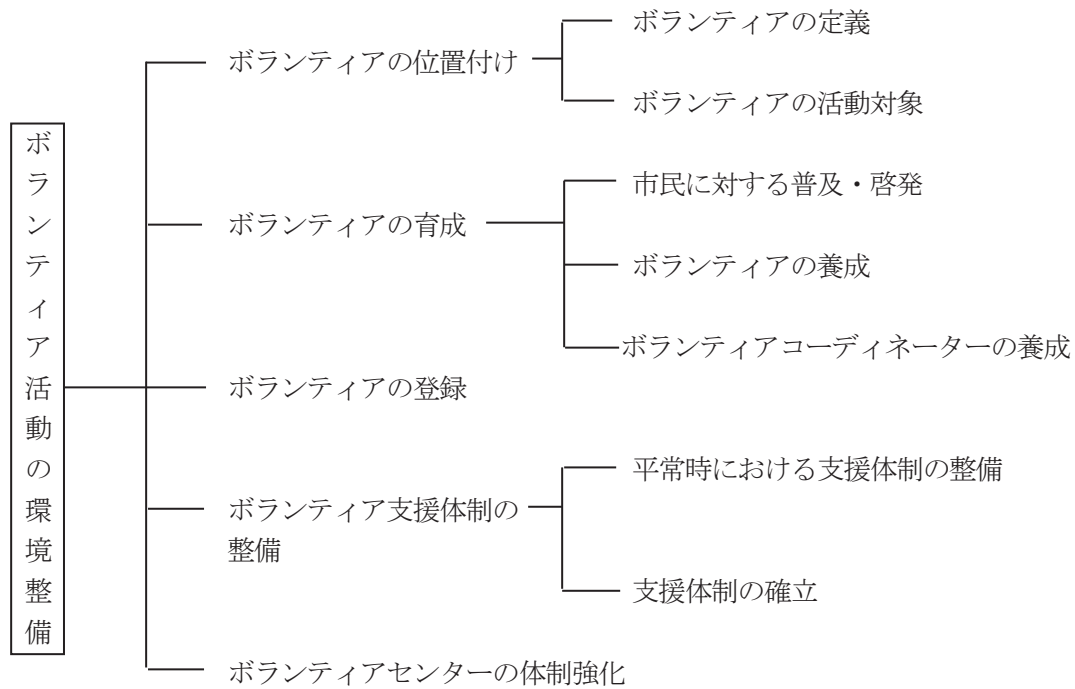 ボランティア活動の環境整備
ボランティアの位置付け
ボランティアの定義
ボランティアの活動対象
ボランティアの育成
市民に対する普及・啓発
ボランティアの養成
ボランティアコーディネーターの養成
ボランティアの登録
ボランティア支援体制の
整備
平常時における支援体制の整備
支援体制の確立
ボランティアセンターの体制強化